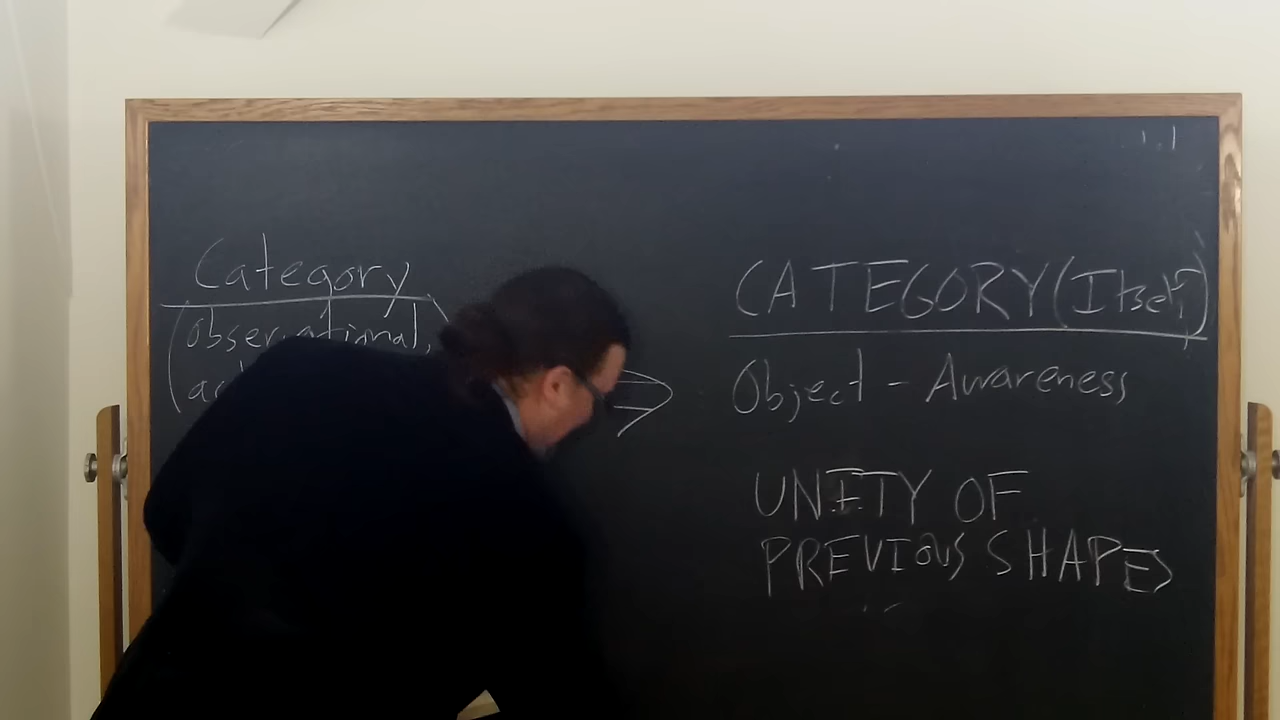 Category
(observational,
CATEGORY (Itself)
Object - Awareness
UNITY OF
PREVIOUS SHAPES